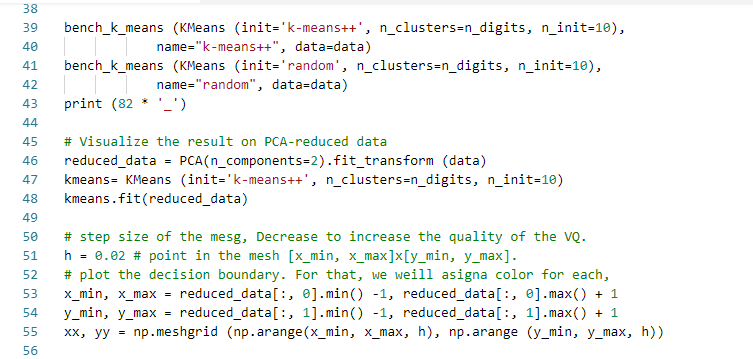 38
39 bench_k_means (KMeans (init='k-means++', n_clusters=n_digits, n_init=10),
40 name="k-means++", data=data)
41 bench_k_means (KMeans (init='random', n_clusters=n_digits, n_init=10),
42 name="random", data=data)
43 print (82 * '_')
44
45 # Visualize the result on PCA-reduced data
46 reduced_data = PCA(n_components=2).fit_transform (data)
47 kmeans= KMeans (init='k-means++', n_clusters=n_digits, n_init=10)
48 kmeans.fit(reduced_data)
49
50 # step size of the mesg, Decrease to increase the quality of the VQ.
51 h = 0.02 # point in the mesh [x_min, x_max]x[y_min, y_max].
52 # plot the decision boundary. For that, we weill asigna color for each,
53 x_min, x_max = reduced_data[:, 0].min() -1, reduced_data[:, 0].max() + 1
54 y_min, y_max = reduced_data[:, 1].min() -1, reduced_data[:, 1].max() + 1
55 xx, yy = np.meshgrid (np.arange(x_min, x_max, h), np.arange (y_min, y_max, h))
56